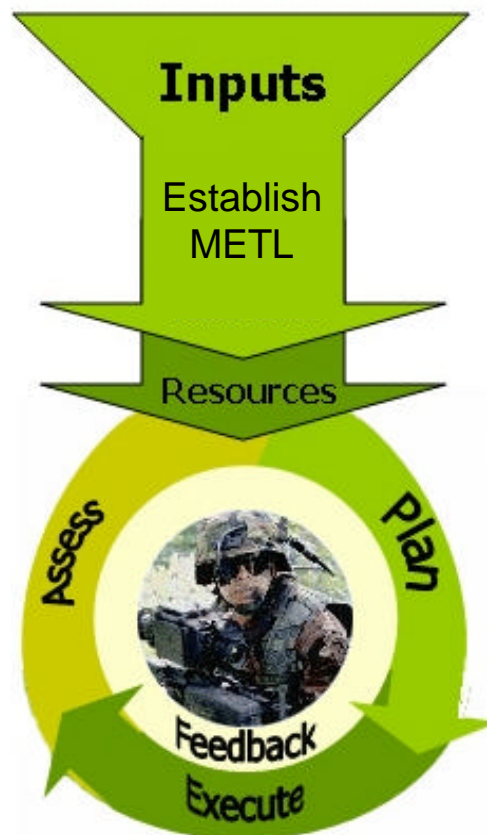 Inputs
Establish
METL
Resources
Assess
Plan
Feedback
Execute